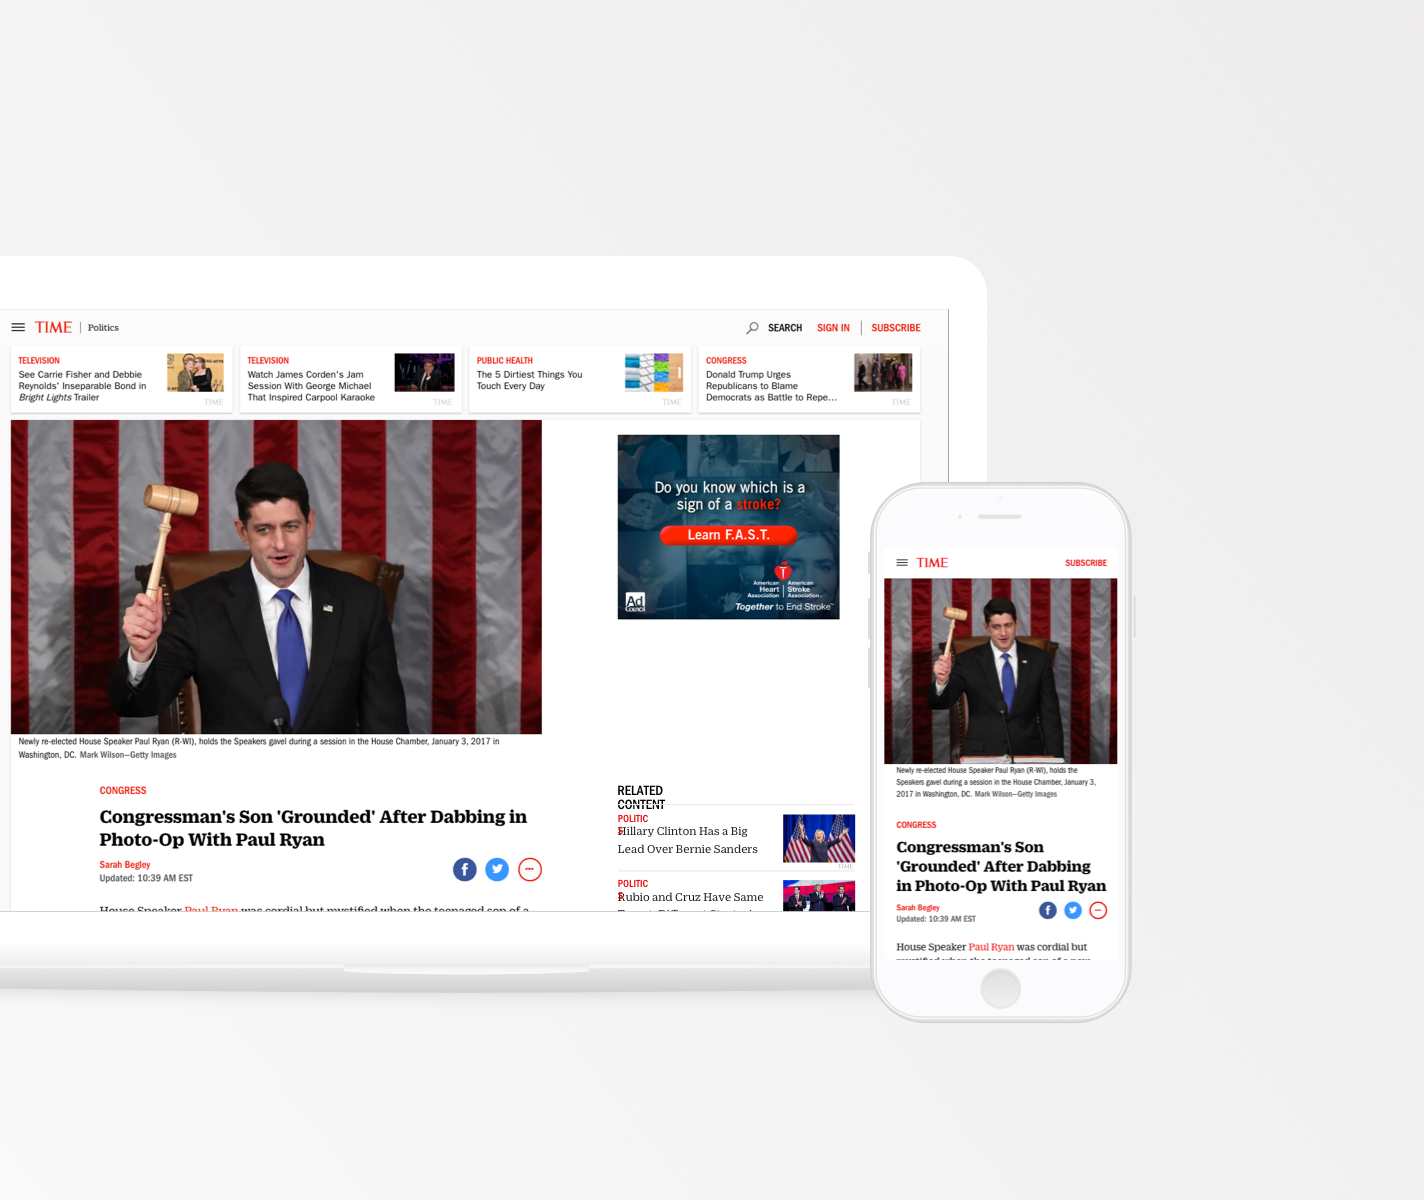 TIME | Politics
SEARCH SIGN IN SUBSCRIBE
TELEVISION
See Carrie Fisher and Debbie
Reynolds' Inseparable Bond in
Bright Lights Trailer
TIME
TELEVISION
Watch James Corden's Jam
Session With George Michael
That Inspired Carpool Karaoke
TIME
PUBLIC HEALTH
The 5 Dirtiest Things You
Touch Every Day
TIME
CONGRESS
Donald Trump Urges
Republicans to Blame
Democrats as Battle to Repe...
TIME
Newly re-elected House Speaker Paul Ryan (R-WI), holds the Speakers gavel during a session in the House Chamber, January 3, 2017 in
Washington, DC. Mark Wilson—Getty Images
CONGRESS
Congressman's Son 'Grounded' After Dabbing in
Photo-Op With Paul Ryan
Sarah Begley
Updated: 10:39 AM EST
House Speaker Paul Ryan was cordial but mystified when the teenaged son of a
Do you know which is a
sign of a stroke?
Learn F.A.S.T.
American Heart Association
American Stroke Association
Ad Council
Together to End Stroke™
RELATED
CONTENT
POLITIC
S
Hillary Clinton Has a Big
Lead Over Bernie Sanders
TIME
POLITIC
S
Rubio and Cruz Have Same
TIME
SUBSCRIBE
Newly re-elected House Speaker Paul Ryan (R-WI), holds the
Speakers gavel during a session in the House Chamber, January 3,
2017 in Washington, DC. Mark Wilson—Getty Images
CONGRESS
Congressman's Son
'Grounded' After Dabbing
in Photo-Op With Paul Ryan
Sarah Begley
Updated: 10:39 AM EST
House Speaker Paul Ryan was cordial but
mystified when the teenaged son of a new